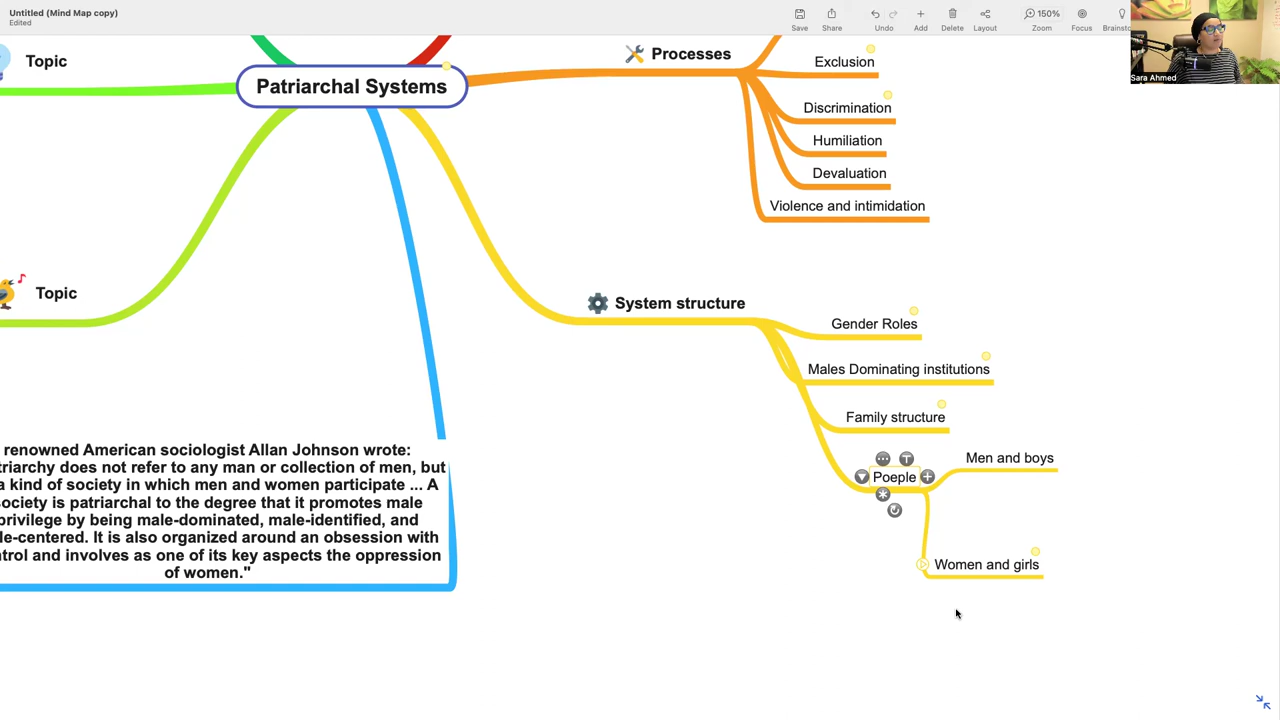 Untitled (Mind Map copy)
Edited
Save
Share
Undo
Redo
Add
Delete
Layout
150%
Zoom
Focus
Brainsto
Sara Ahmed
Topic
Patriarchal Systems
Processes
Exclusion
Discrimination
Humiliation
Devaluation
Violence and intimidation
Topic
System structure
Gender Roles
Males Dominating institutions
Family structure
Poeple
Men and boys
Women and girls
renowned American sociologist Allan Johnson wrote:
triarchy does not refer to any man or collection of men, but
a kind of society in which men and women participate ... A
society is patriarchal to the degree that it promotes male
privilege by being male-dominated, male-identified, and
le-centered. It is also organized around an obsession with
ntrol and involves as one of its key aspects the oppression
of women."